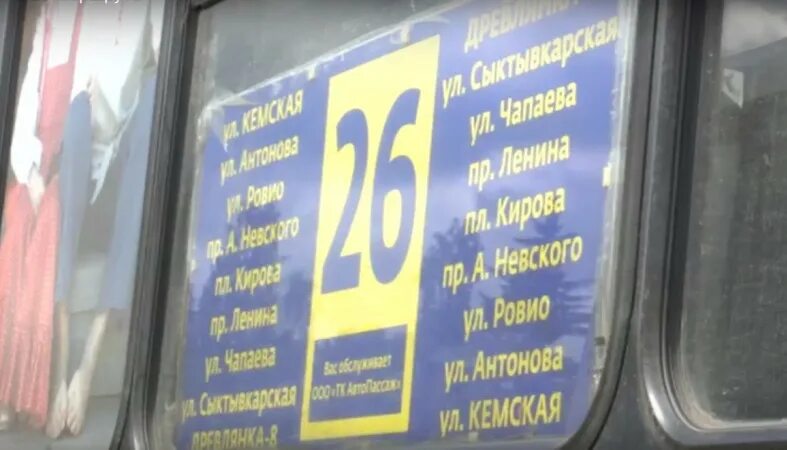 ул. КЕМСКАЯ
ул. Антонова
ул. Ровио
пр. А. Невского
пл. Кирова
пр. Ленина
ул. Чапаева
ул. Сыктывкарская
ДРЕВЛЯНКА-8
26
Вас обслуживает
ООО «ТК АвтоПассаж»
ул. Сыктывкарская
ул. Чапаева
пр. Ленина
пл. Кирова
пр. А. Невского
ул. Ровио
ул. Антонова
ул. КЕМСКАЯ